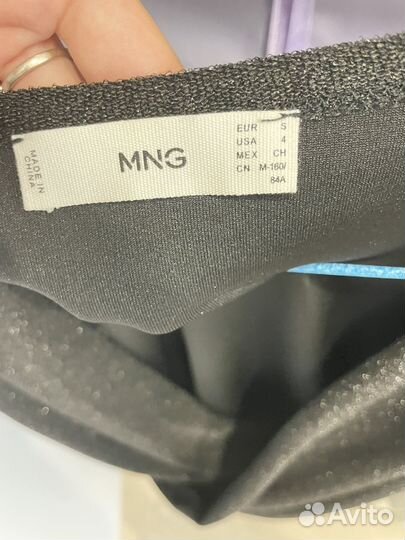 MADE IN
CHINA
MNG
EUR S
USA 4
MEX CH
CN M-160/
84A
Avito